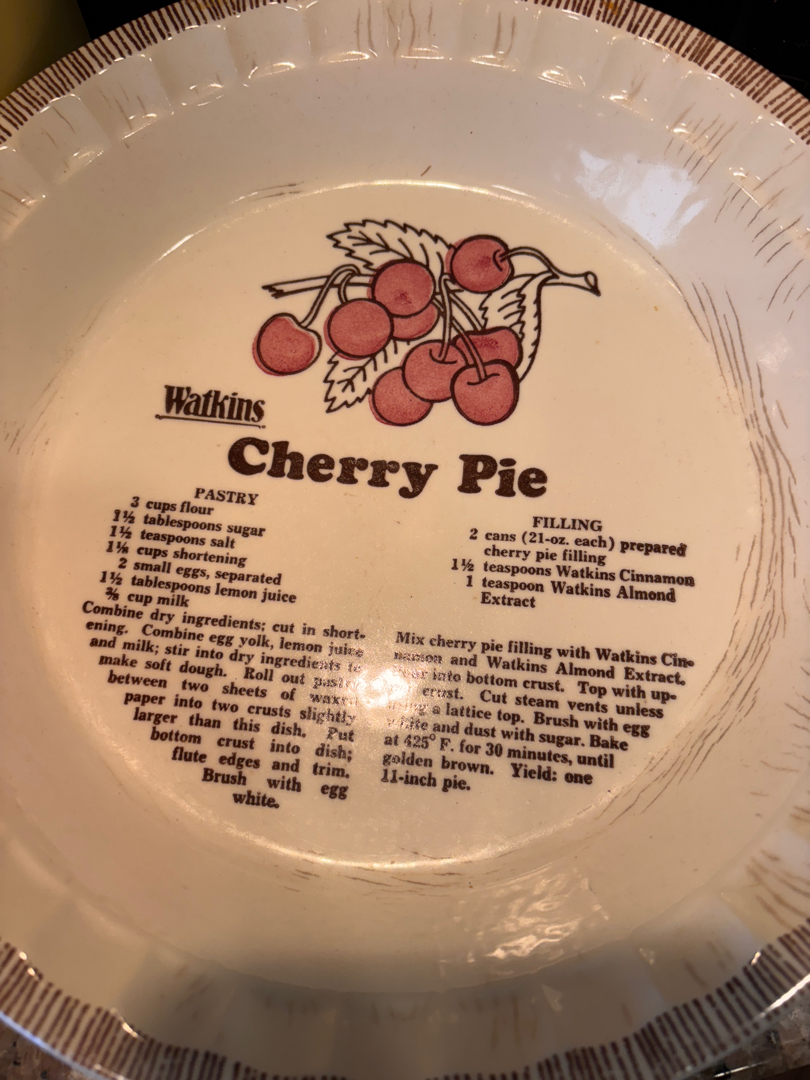 Watkins
Cherry Pie
PASTRY
3 cups flour
1½ tablespoons sugar
1½ teaspoons salt
cups shortening
2 small eggs, separated
1½ tablespoons lemon juice
cup milk
Combine dry ingredients; cut in short-
ening. Combine egg yolk, lemon juice
and milk; stir into dry ingredients to
make soft dough. Roll out pastry
between two sheets of waxed
paper into two crusts slightly
larger than this dish. Put
bottom crust into dish;
flute edges and trim.
Brush with egg
white.
FILLING
2 cans (21-oz. each) prepared
cherry pie filling
1½ teaspoons Watkins Cinnamon
1 teaspoon Watkins Almond
Extract
Mix cherry pie filling with Watkins Cin-
namon and Watkins Almond Extract.
into bottom crust. Top with up-
crust. Cut steam vents unless
a lattice top. Brush with egg
white and dust with sugar. Bake
at 425° F. for 30 minutes, until
golden brown. Yield: one
11-inch pie.